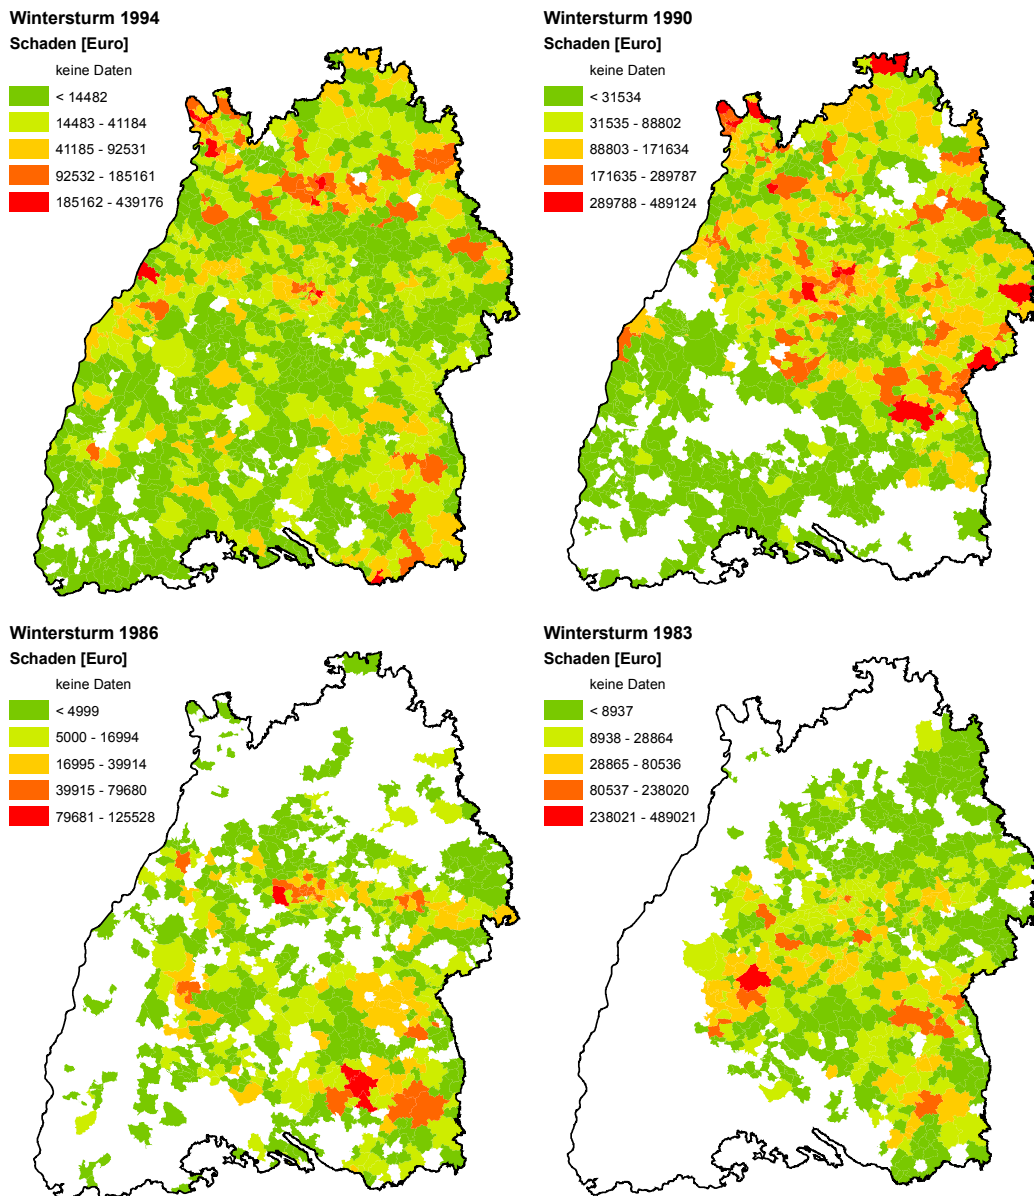 Wintersturm 1994
Schaden [Euro]
keine Daten
< 14482
14483 - 41184
41185 - 92531
92532 - 185161
185162 - 439176
Wintersturm 1990
Schaden [Euro]
keine Daten
< 31534
31535 - 88802
88803 - 171634
171635 - 289787
289788 - 489124
Wintersturm 1986
Schaden [Euro]
keine Daten
< 4999
5000 - 16994
16995 - 39914
39915 - 79680
79681 - 125528
Wintersturm 1983
Schaden [Euro]
keine Daten
< 8937
8938 - 28864
28865 - 80536
80537 - 238020
238021 - 489021